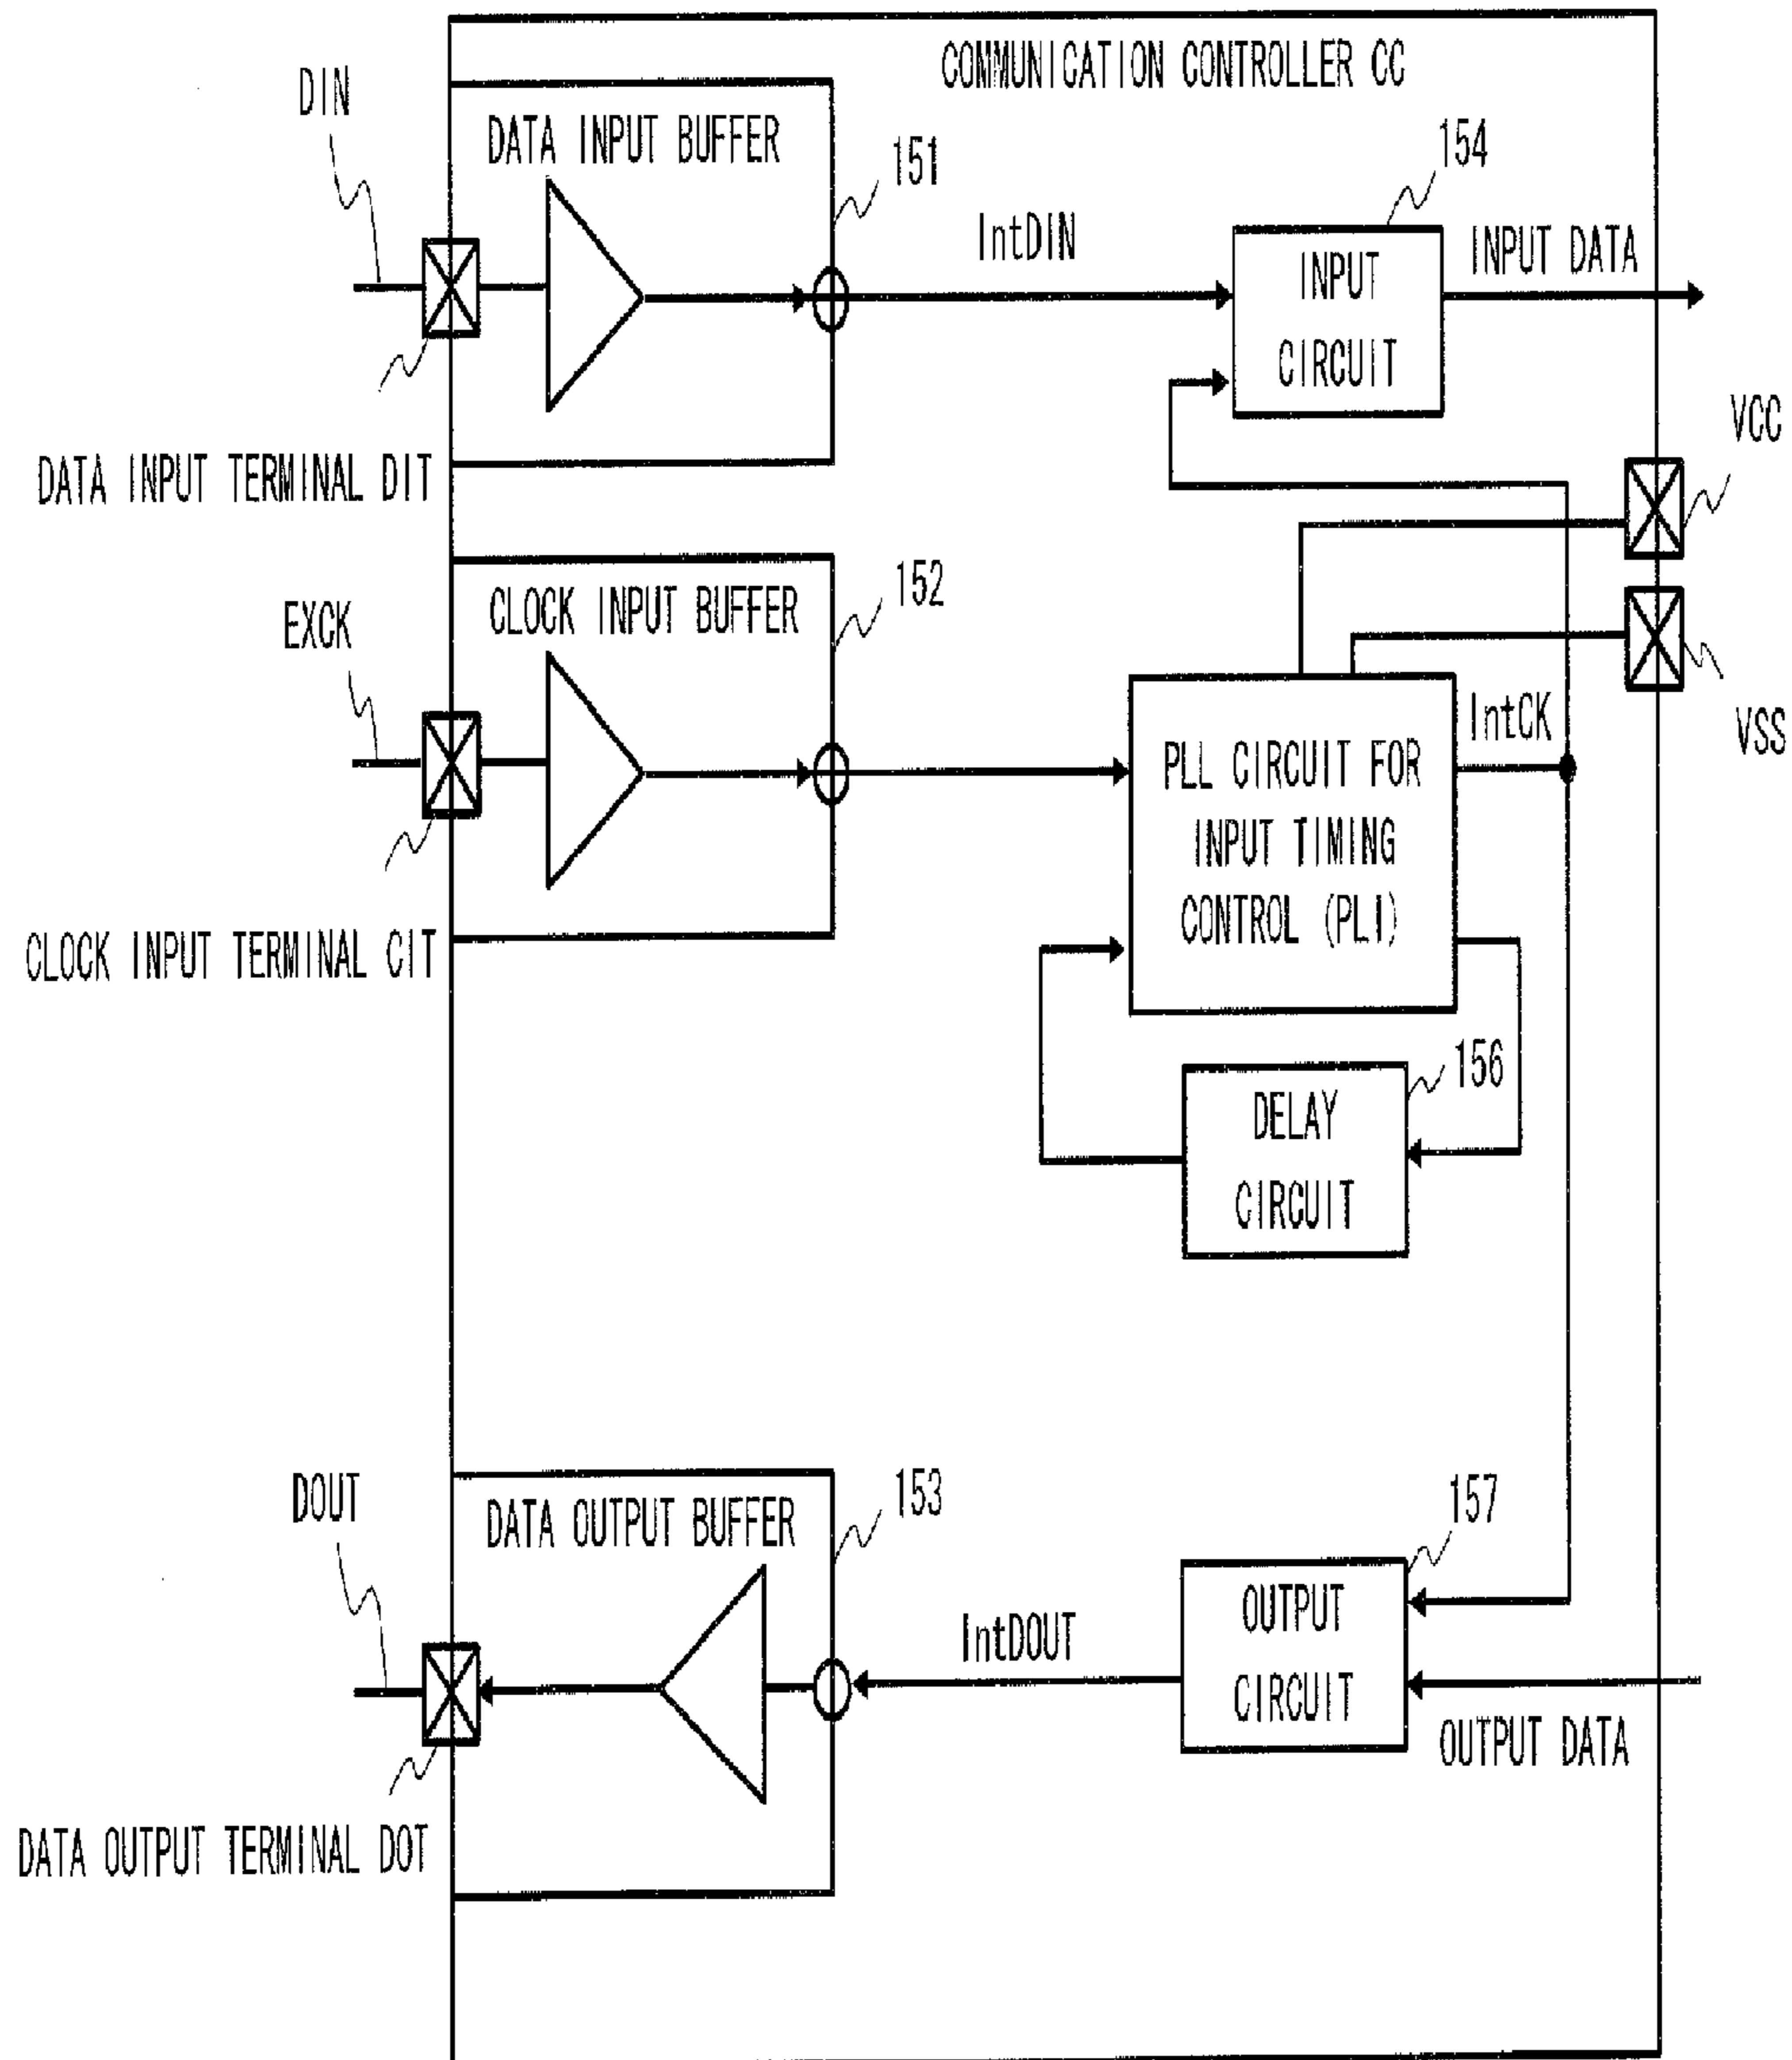 COMMUNICATION CONTROLLER CC
DIN
DATA INPUT BUFFER
151
154
IntDIN
INPUT
CIRCUIT
INPUT DATA
VCC
DATA INPUT TERMINAL DIT
EXCK
CLOCK INPUT BUFFER
152
IntCK
VSS
PLL CIRCUIT FOR
INPUT TIMING
CONTROL (PLI)
CLOCK INPUT TERMINAL CIT
156
DELAY
CIRCUIT
DOUT
DATA OUTPUT BUFFER
153
157
IntDOUT
OUTPUT
CIRCUIT
OUTPUT DATA
DATA OUTPUT TERMINAL DOT